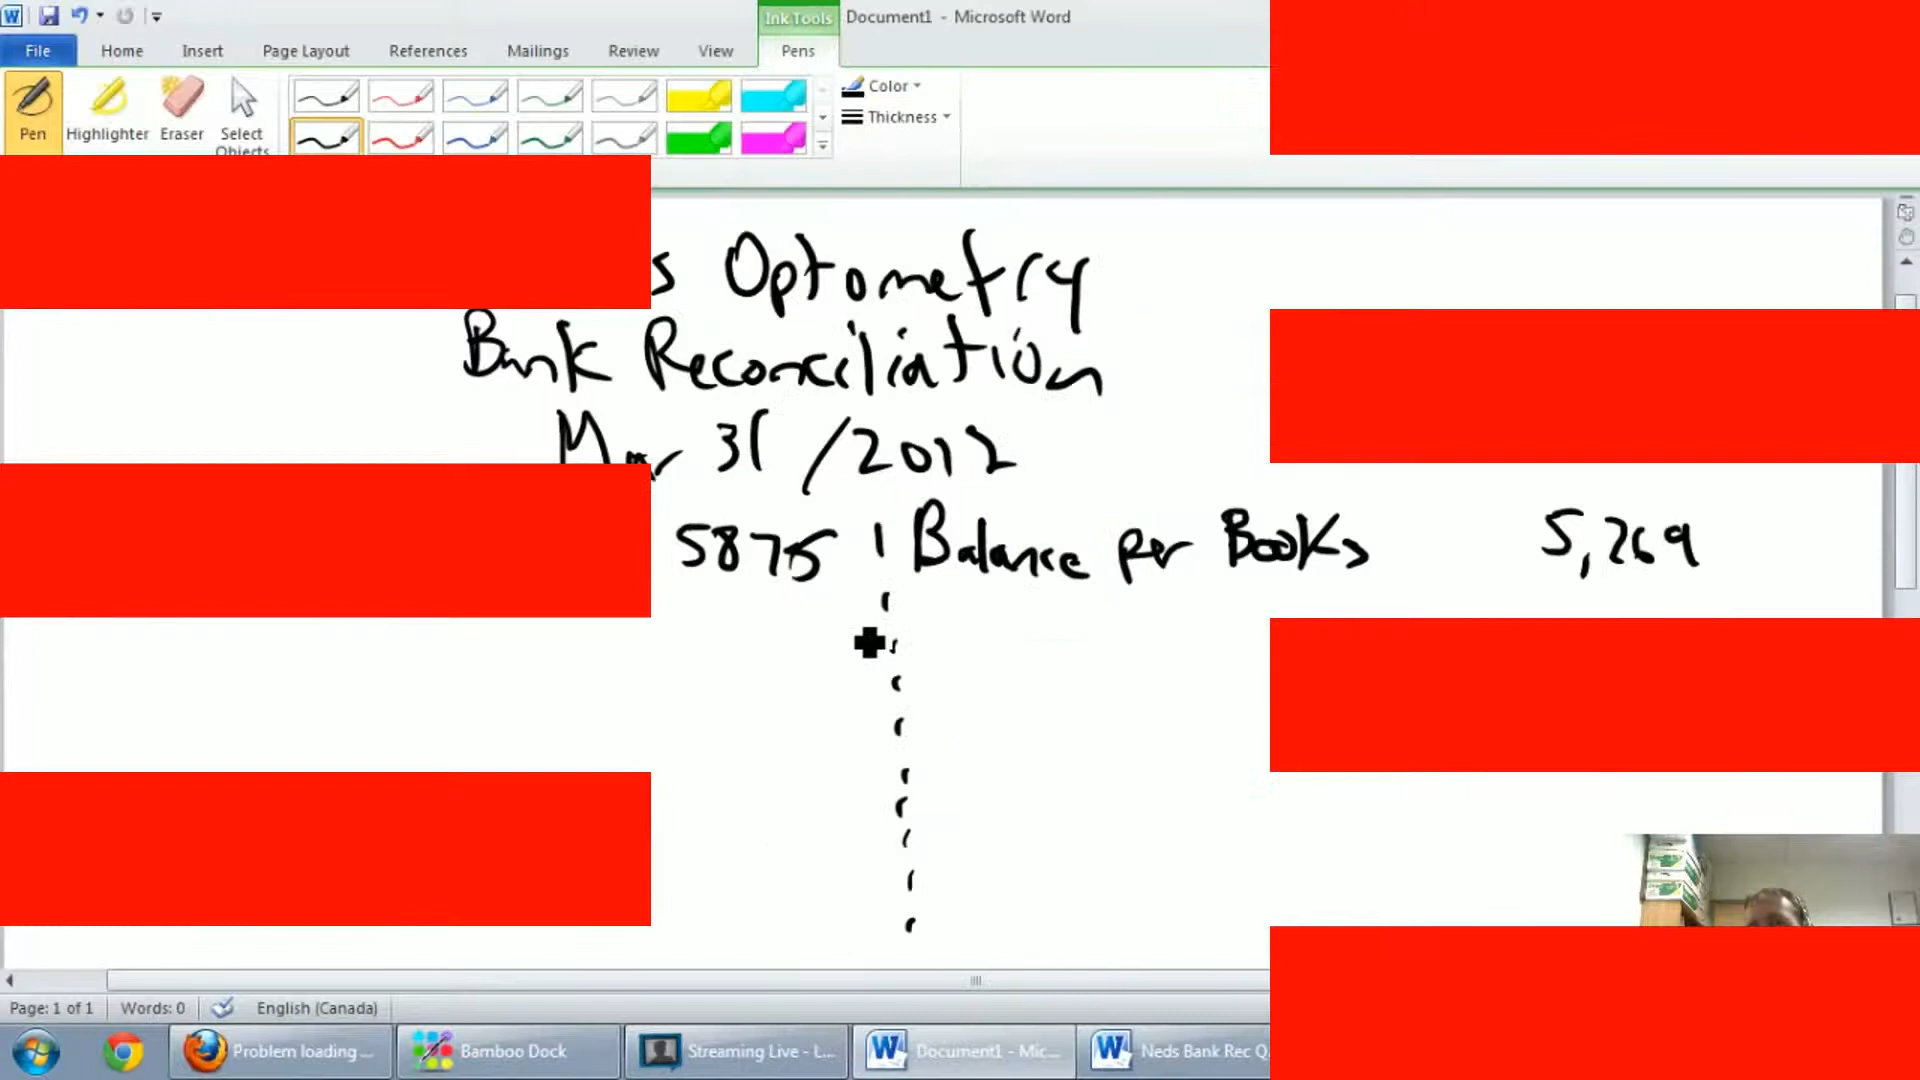 Ink Tools Document1 - Microsoft Word
File Home Insert Page Layout References Mailings Review View Pens
Color
Pen Highlighter Eraser Select Objects Thickness
s Optometry
Bank Reconciliation
Mar 31/2012
5875 Balance per Books 5,269
Page: 1 of 1 Words: 0 English (Canada)
Problem loading ... Bamboo Dock Streaming Live - L... Document1 - Mic... Neds Bank Rec Q